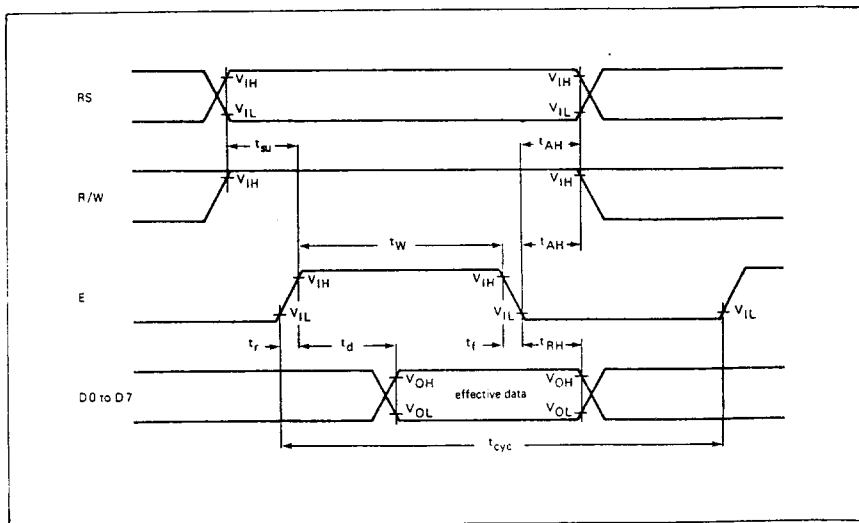 RS
VIH
VIH
VIL
VIL
tsu
tAH
R/W
VIH
VIH
tW
tAH
E
VIH
VIH
VIL
VIL
VIL
tr
td
tf
tRH
D0 to D7
VOH
effective data
VOH
VOL
VOL
tcyc